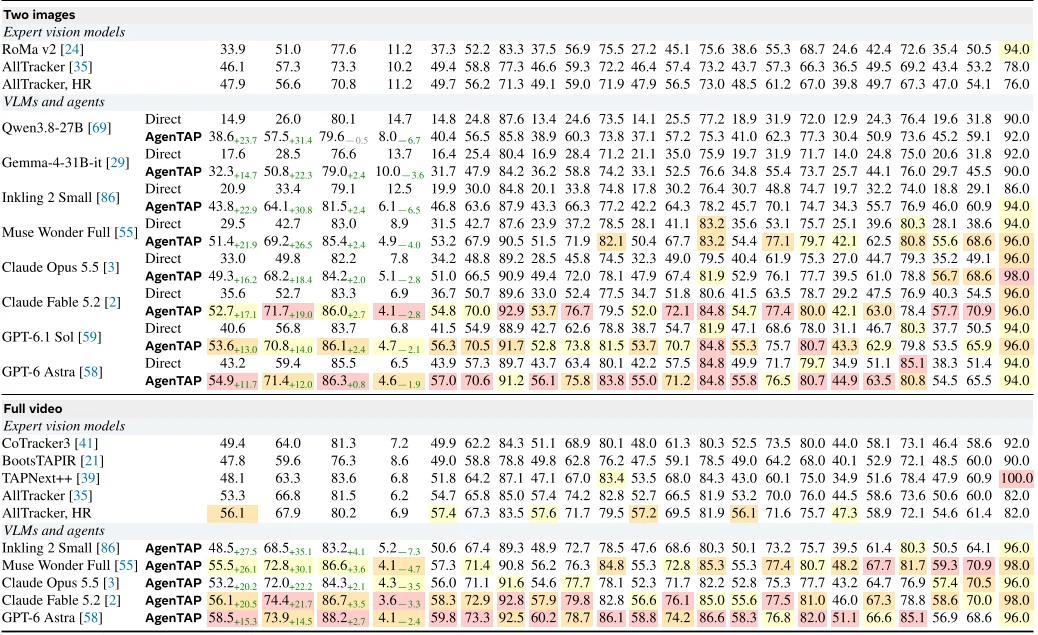 Two images
Expert vision models
RoMa v2 [24] 33.9 51.0 77.6 11.2 37.3 52.2 83.3 37.5 56.9 75.5 27.2 45.1 75.6 38.6 55.3 68.7 24.6 42.4 72.6 35.4 50.5 94.0
AllTracker [35] 46.1 57.3 73.3 10.2 49.4 58.8 77.3 46.6 59.3 72.2 46.4 57.4 73.2 43.7 57.3 66.3 36.5 49.5 69.2 43.4 53.2 78.0
AllTracker, HR 47.9 56.6 70.8 11.2 49.7 56.2 71.3 49.1 59.0 71.9 47.9 56.5 73.0 48.5 61.2 67.0 39.8 49.7 67.3 47.0 54.1 76.0
VLMs and agents
Qwen3.8-27B [69] Direct 14.9 26.0 80.1 14.7 14.8 24.8 87.6 13.4 24.6 73.5 14.1 25.5 77.2 18.9 31.9 72.0 12.9 24.3 76.4 19.6 31.8 90.0
AgenTAP 38.6+23.7 57.5+31.4 79.6−0.5 8.0−6.7 40.4 56.5 85.8 38.9 60.3 73.8 37.1 57.2 75.3 41.0 62.3 77.3 30.4 50.9 73.6 45.2 59.1 92.0
Gemma-4-31B-it [29] Direct 17.6 28.5 76.6 13.7 16.4 25.4 80.4 16.9 28.4 71.2 21.1 35.0 75.9 19.7 31.9 71.7 14.0 24.8 75.0 20.6 31.8 92.0
AgenTAP 32.3+14.7 50.8+22.3 79.0+2.4 10.0−3.6 31.7 47.9 84.2 36.2 58.8 74.2 33.1 52.5 76.6 34.8 55.4 73.7 25.7 44.1 76.0 29.7 45.5 90.0
Inkling 2 Small [86] Direct 20.9 33.4 79.1 12.5 19.9 30.0 84.8 20.1 33.8 74.8 17.8 30.2 76.4 30.7 48.8 74.7 19.7 32.2 74.0 18.8 29.1 86.0
AgenTAP 43.8+22.9 64.1+30.8 81.5+2.4 6.1−6.5 46.8 63.6 87.9 43.3 66.3 77.2 42.2 64.3 78.2 45.7 70.1 74.7 34.3 55.7 76.9 46.0 60.9 94.0
Muse Wonder Full [55] Direct 29.5 42.7 83.0 8.9 31.5 42.7 87.6 23.9 37.2 78.5 28.1 41.1 83.2 35.6 53.1 75.7 25.1 39.6 80.3 28.1 38.6 94.0
AgenTAP 51.4+21.9 69.2+26.5 85.4+2.4 4.9−4.0 53.2 67.9 90.5 51.5 71.9 82.1 50.4 67.7 83.2 54.4 77.1 79.7 42.1 62.5 80.8 55.6 68.6 96.0
Claude Opus 5.5 [3] Direct 33.0 49.8 82.2 7.8 34.2 48.8 89.2 28.5 45.8 74.5 32.3 49.0 79.5 40.4 61.9 75.3 27.0 44.7 79.3 35.2 49.1 96.0
AgenTAP 49.3+16.2 68.2+18.4 84.2+2.0 5.1−2.8 51.0 66.5 90.9 49.4 72.0 78.1 47.9 67.4 81.9 52.9 76.1 77.7 39.5 61.0 78.8 56.7 68.6 98.0
Claude Fable 5.2 [2] Direct 35.6 52.7 83.3 6.9 36.7 50.7 89.6 33.0 52.4 77.5 34.7 51.8 80.6 41.5 63.5 78.7 29.2 47.5 76.9 40.3 54.5 96.0
AgenTAP 52.7+17.1 71.7+19.0 86.0+2.7 4.1−2.8 54.8 70.0 92.9 53.7 76.7 79.5 52.0 72.1 84.8 54.7 77.4 80.0 42.1 63.0 78.4 57.7 70.9 96.0
GPT-6.1 Sol [59] Direct 40.6 56.8 83.7 6.8 41.5 54.9 88.9 42.7 62.6 78.8 38.7 54.7 81.9 47.1 68.6 78.0 31.1 46.7 80.3 37.7 50.5 94.0
AgenTAP 53.6+13.0 70.8+14.0 86.1+2.4 4.7−2.1 56.3 70.5 91.7 52.8 73.8 81.5 53.7 70.7 84.8 55.3 75.7 80.7 43.3 62.9 79.8 53.5 65.9 96.0
GPT-6 Astra [58] Direct 43.2 59.4 85.5 6.5 43.9 57.3 89.7 43.7 63.4 80.1 42.2 57.5 84.8 49.9 71.7 79.7 34.9 51.1 85.1 38.3 51.4 94.0
AgenTAP 54.9+11.7 71.4+12.0 86.3+0.8 4.6−1.9 57.0 70.6 91.2 56.1 75.8 83.8 55.0 71.2 84.8 55.8 76.5 80.7 44.9 63.5 80.8 54.5 65.5 94.0
Full video
Expert vision models
CoTracker3 [41] 49.4 64.0 81.3 7.2 49.9 62.2 84.3 51.1 68.9 80.1 48.0 61.3 80.3 52.5 73.5 80.0 44.0 58.1 73.1 46.4 58.6 92.0
BootsTAPIR [21] 47.8 59.6 76.3 8.6 49.0 58.8 78.8 49.8 62.8 76.2 47.5 59.1 78.5 49.0 64.2 68.0 40.1 52.9 72.1 48.5 60.0 90.0
TAPNext++ [39] 48.1 63.3 83.6 6.8 51.8 64.2 87.1 47.1 67.0 83.4 53.5 68.0 84.3 43.0 60.1 75.0 34.9 51.6 78.4 47.9 60.9 100.0
AllTracker [35] 53.3 66.8 81.5 6.2 54.7 65.8 85.0 57.4 74.2 82.8 52.7 66.5 81.9 53.2 70.0 76.0 44.5 58.6 73.6 50.6 60.0 82.0
AllTracker, HR 56.1 67.9 80.2 6.9 57.4 67.3 83.5 57.6 71.7 79.5 57.2 69.5 81.9 56.1 71.6 75.7 47.3 58.9 72.1 54.6 61.4 82.0
VLMs and agents
Inkling 2 Small [86] AgenTAP 48.5+27.5 68.5+35.1 83.2+4.1 5.2−7.3 50.6 67.4 89.3 48.9 72.7 78.5 47.6 68.6 80.3 50.1 73.2 75.7 39.5 61.4 80.3 50.5 64.1 96.0
Muse Wonder Full [55] AgenTAP 55.5+26.1 72.8+30.1 86.6+3.6 4.1−4.7 57.3 71.4 90.8 56.2 76.3 84.8 55.3 72.8 85.3 55.3 77.4 80.7 48.2 67.7 81.7 59.3 70.9 98.0
Claude Opus 5.5 [3] AgenTAP 53.2+20.2 72.0+22.2 84.3+2.1 4.3−3.5 56.0 71.1 91.6 54.6 77.7 78.1 52.3 71.7 82.2 52.8 75.3 77.7 43.2 64.7 76.9 57.4 70.5 96.0
Claude Fable 5.2 [2] AgenTAP 56.1+20.5 74.4+21.7 86.7+3.5 3.6−3.3 58.3 72.9 92.8 57.9 79.8 82.8 56.6 76.1 85.0 55.6 77.5 81.0 46.0 67.3 78.8 58.6 70.0 98.0
GPT-6 Astra [58] AgenTAP 58.5+15.3 73.9+14.5 88.2+2.7 4.1−2.4 59.8 73.3 92.5 60.2 78.7 86.1 58.8 74.2 86.6 58.3 76.8 82.0 51.1 66.6 85.1 56.9 68.6 96.0